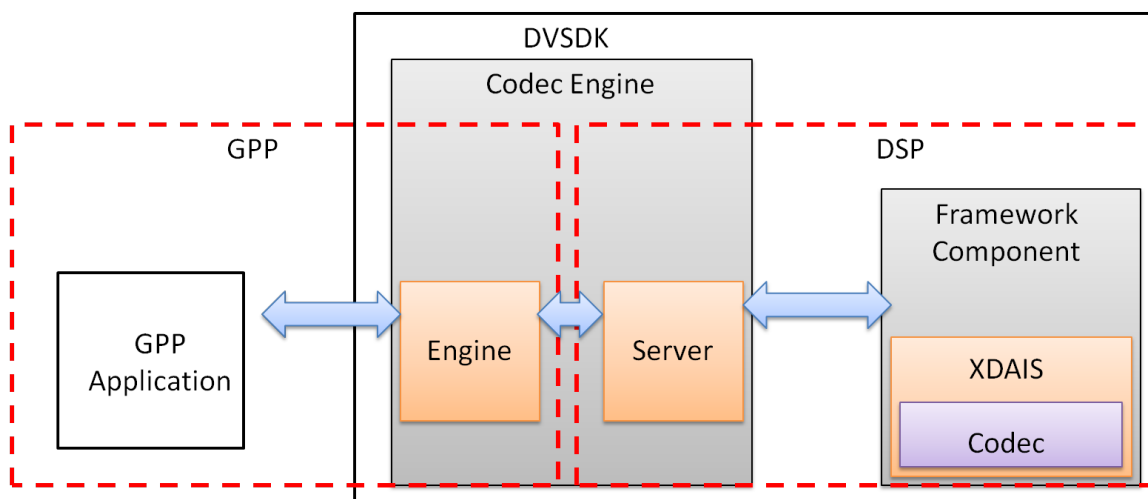 DVSDK
Codec Engine
GPP
DSP
Framework
Component
GPP
Application
Engine
Server
XDAIS
Codec